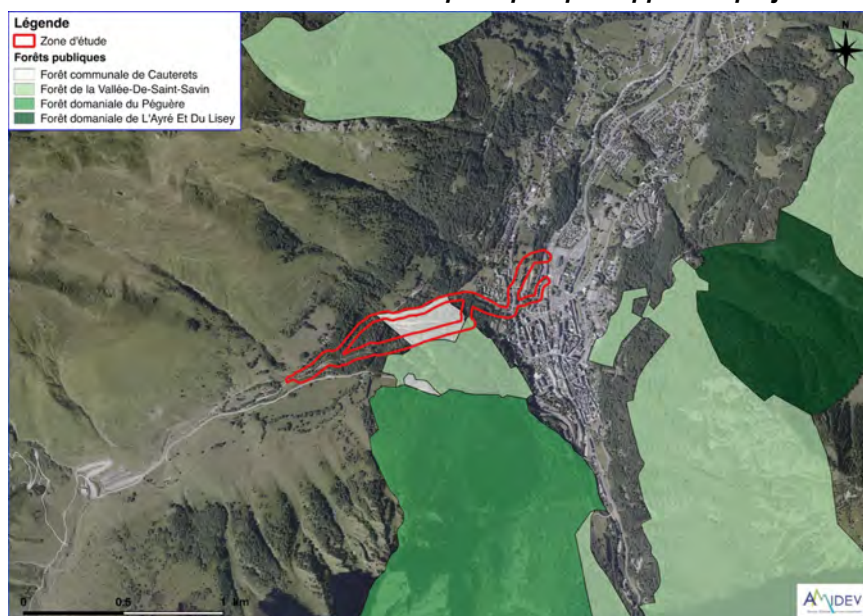 Légende
Zone d'étude
Forêts publiques
Forêt communale de Cauterets
Forêt de la Vallée-De-Saint-Savin
Forêt domaniale du Péguère
Forêt domaniale de L'Ayré Et Du Lisey
N
0 0.5 1 km
AMIDEV